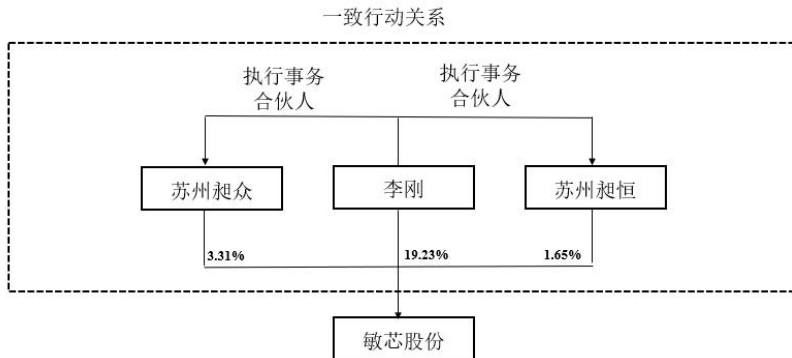 一致行动关系
执行事务
合伙人
执行事务
合伙人
苏州昶众
李刚
苏州昶恒
3.31%
19.23%
1.65%
敏芯股份